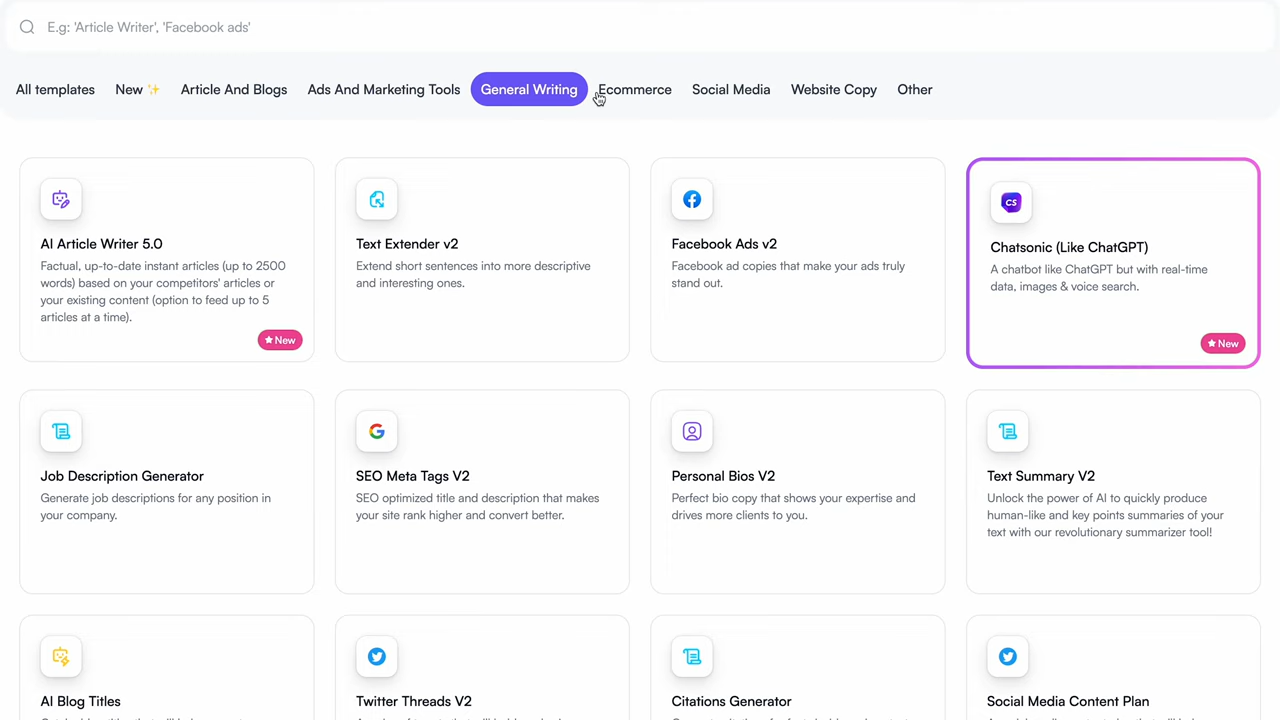 E.g: 'Article Writer', 'Facebook ads'
All templates New ✨ Article And Blogs Ads And Marketing Tools General Writing Ecommerce Social Media Website Copy Other
AI Article Writer 5.0
Factual, up-to-date instant articles (up to 2500
words) based on your competitors' articles or
your existing content (option to feed up to 5
articles at a time).
New
Text Extender v2
Extend short sentences into more descriptive
and interesting ones.
Facebook Ads v2
Facebook ad copies that make your ads truly
stand out.
CS
Chatsonic (Like ChatGPT)
A chatbot like ChatGPT but with real-time
data, images & voice search.
New
Job Description Generator
Generate job descriptions for any position in
your company.
SEO Meta Tags V2
SEO optimized title and description that makes
your site rank higher and convert better.
Personal Bios V2
Perfect bio copy that shows your expertise and
drives more clients to you.
Text Summary V2
Unlock the power of AI to quickly produce
human-like and key points summaries of your
text with our revolutionary summarizer tool!
AI Blog Titles
Twitter Threads V2
Citations Generator
Social Media Content Plan